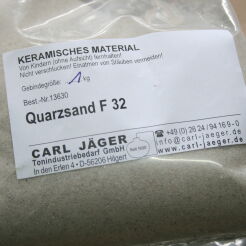 KERAMISCHES MATERIAL
Von Kindern (ohne Aufsicht) fernhalten!
Nicht verschlucken! Einatmen von Stäuben vermeiden!
Gebindegröße: 1 kg
Best.-Nr.13630
Quarzsand F 32
CARL JÄGER
Tonindustriebedarf GmbH
In den Erlen 4 - D-56206 Hilgert
+49 (0) 26 24 / 94 16 9 - 0
info@carl-jaeger.de
www.carl-jaeger.de